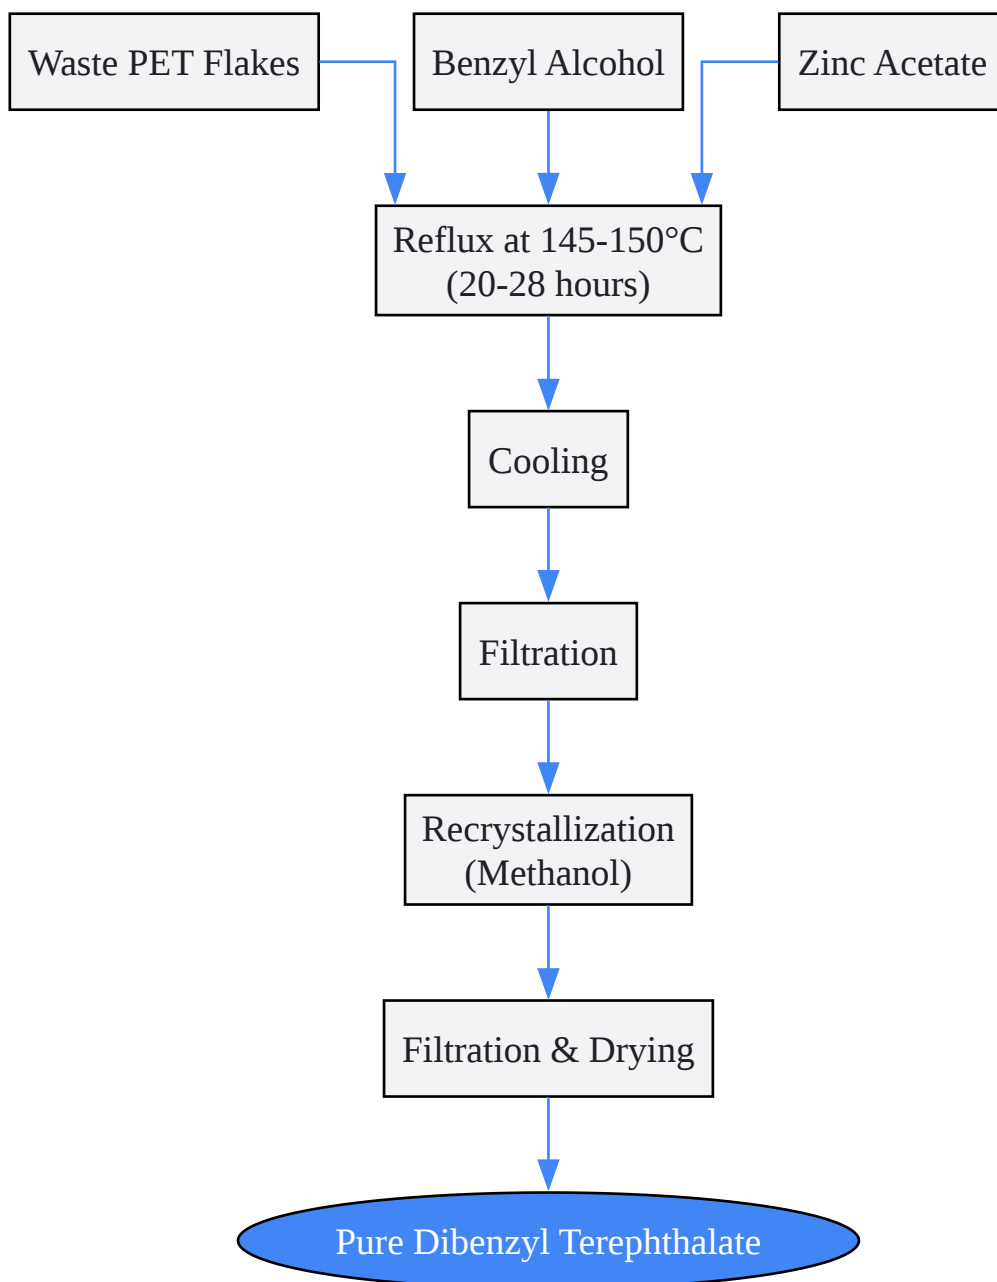 Waste PET Flakes
Benzyl Alcohol
Zinc Acetate
Reflux at 145-150°C
(20-28 hours)
Cooling
Filtration
Recrystallization
(Methanol)
Filtration & Drying
Pure Dibenzyl Terephthalate